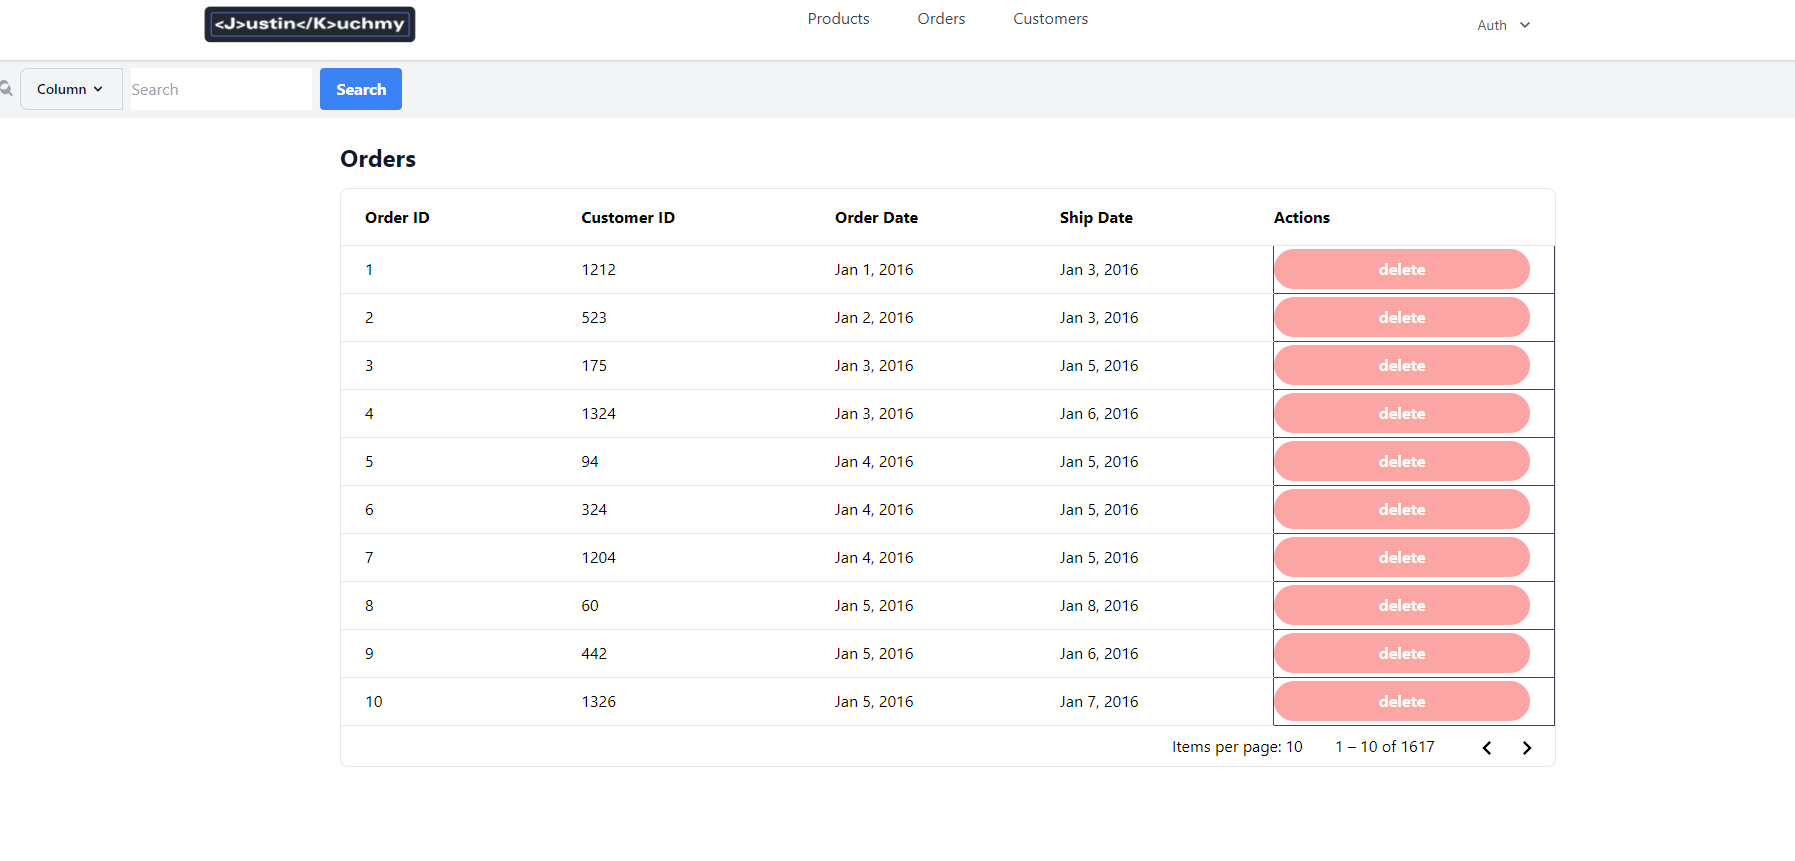 <J>ustin</K>uchmy Products Orders Customers Auth
Column Search Search
Orders
Order ID Customer ID Order Date Ship Date Actions
1 1212 Jan 1, 2016 Jan 3, 2016 delete
2 523 Jan 2, 2016 Jan 3, 2016 delete
3 175 Jan 3, 2016 Jan 5, 2016 delete
4 1324 Jan 3, 2016 Jan 6, 2016 delete
5 94 Jan 4, 2016 Jan 5, 2016 delete
6 324 Jan 4, 2016 Jan 5, 2016 delete
7 1204 Jan 4, 2016 Jan 5, 2016 delete
8 60 Jan 5, 2016 Jan 8, 2016 delete
9 442 Jan 5, 2016 Jan 6, 2016 delete
10 1326 Jan 5, 2016 Jan 7, 2016 delete
Items per page: 10 1 – 10 of 1617